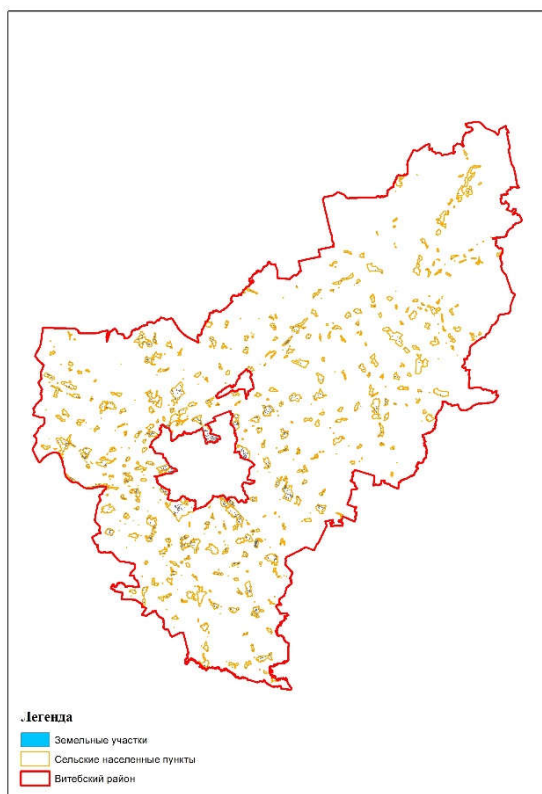 Легенда
Земельные участки
Сельские населенные пункты
Витебский район